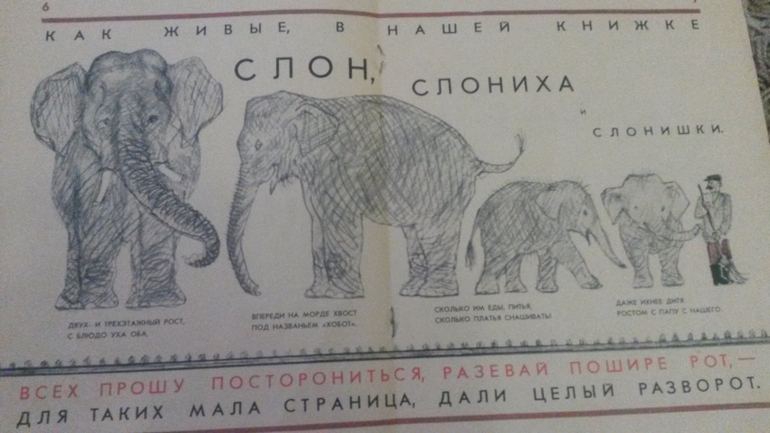 6
КАК ЖИВЫЕ, В НАШЕЙ КНИЖКЕ
СЛОН,
СЛОНИХА
И
СЛОНИШКИ.
ДВУХ- И ТРЕХЭТАЖНЫЙ РОСТ,
С БЛЮДО УХА ОБА,
ВПЕРЕДИ НА МОРДЕ ХВОСТ
ПОД НАЗВАНЬЕМ «ХОБОТ».
СКОЛЬКО ИМ ЕДЫ, ПИТЬЯ,
СКОЛЬКО ПЛАТЬЯ СНАШИВАТЬ!
ДАЖЕ ИХНЕЕ ДИТЯ
РОСТОМ С ПАПУ С НАШЕГО.
ВСЕХ ПРОШУ ПОСТОРОНИТЬСЯ, РАЗЕВАЙ ПОШИРЕ РОТ,—
ДЛЯ ТАКИХ МАЛА СТРАНИЦА, ДАЛИ ЦЕЛЫЙ РАЗВОРОТ.